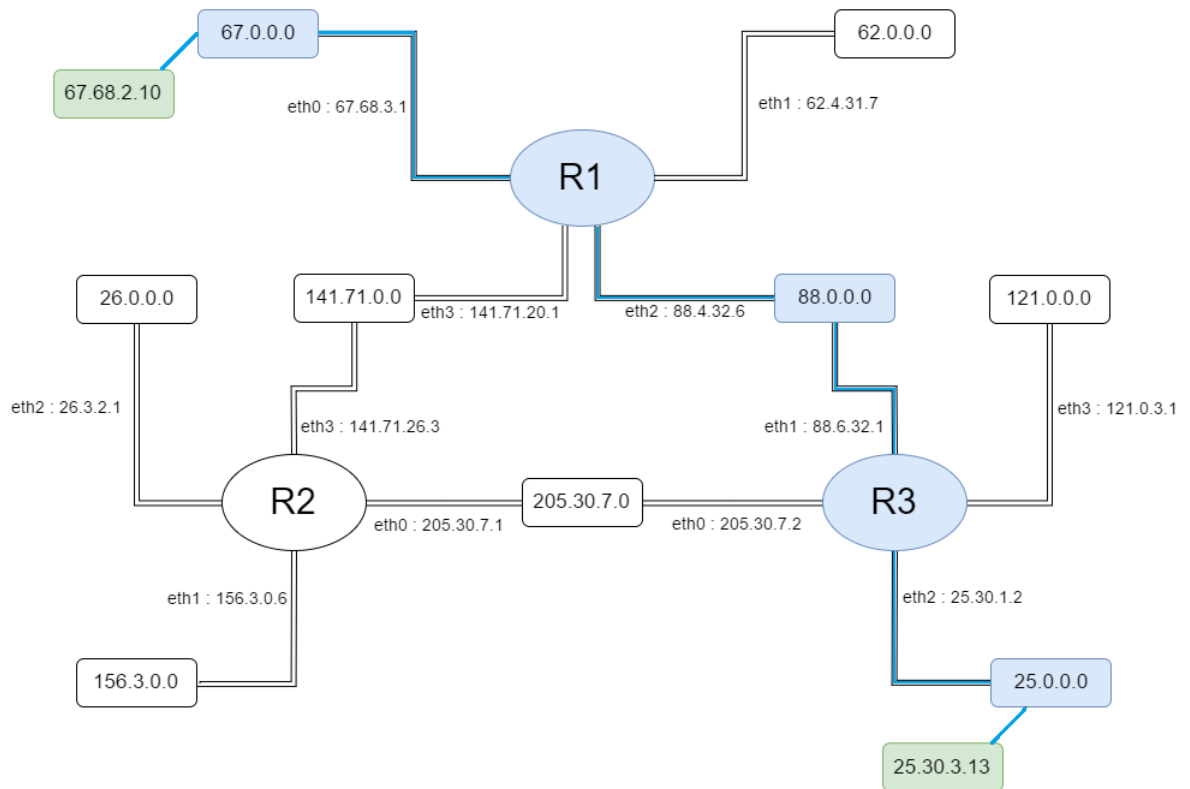 67.0.0.0
62.0.0.0
67.68.2.10
eth0 : 67.68.3.1
eth1 : 62.4.31.7
R1
26.0.0.0
141.71.0.0
88.0.0.0
121.0.0.0
eth3 : 141.71.20.1
eth2 : 88.4.32.6
eth2 : 26.3.2.1
eth3 : 121.0.3.1
eth3 : 141.71.26.3
eth1 : 88.6.32.1
R2
205.30.7.0
R3
eth0 : 205.30.7.1
eth0 : 205.30.7.2
eth1 : 156.3.0.6
eth2 : 25.30.1.2
156.3.0.0
25.0.0.0
25.30.3.13